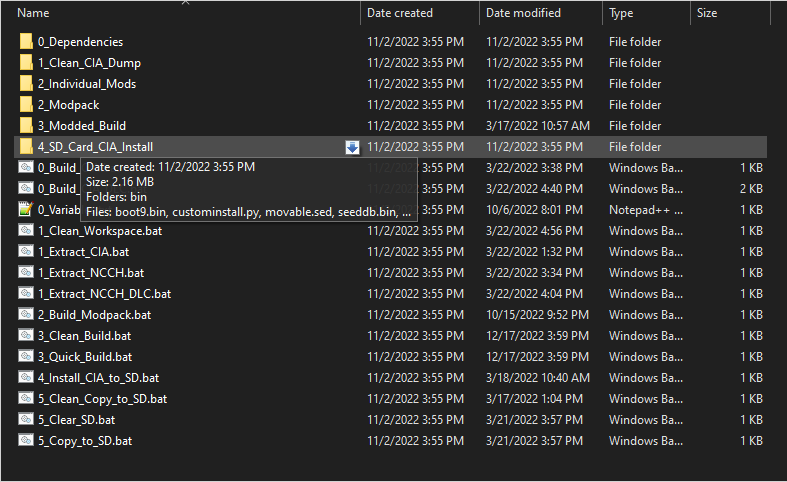 Name Date created Date modified Type Size
0_Dependencies 11/2/2022 3:55 PM 11/2/2022 3:55 PM File folder
1_Clean_CIA_Dump 11/2/2022 3:55 PM 11/2/2022 3:55 PM File folder
2_Individual_Mods 11/2/2022 3:55 PM 11/2/2022 3:55 PM File folder
2_Modpack 11/2/2022 3:55 PM 11/2/2022 3:55 PM File folder
3_Modded_Build 11/2/2022 3:55 PM 3/17/2022 10:57 AM File folder
4_SD_Card_CIA_Install 11/2/2022 3:55 PM 11/2/2022 3:55 PM File folder
0_Build_ 3/22/2022 3:38 PM Windows Ba... 1 KB
0_Build_ 3/22/2022 4:40 PM Windows Ba... 2 KB
0_Variab 10/6/2022 8:01 PM Notepad++ ... 1 KB
Date created: 11/2/2022 3:55 PM
Size: 2.16 MB
Folders: bin
Files: boot9.bin, custominstall.py, movable.sed, seeddb.bin, ...
1_Clean_Workspace.bat 11/2/2022 3:55 PM 3/22/2022 4:56 PM Windows Ba... 1 KB
1_Extract_CIA.bat 11/2/2022 3:55 PM 3/22/2022 1:32 PM Windows Ba... 1 KB
1_Extract_NCCH.bat 11/2/2022 3:55 PM 3/22/2022 3:34 PM Windows Ba... 1 KB
1_Extract_NCCH_DLC.bat 11/2/2022 3:55 PM 3/22/2022 4:04 PM Windows Ba... 1 KB
2_Build_Modpack.bat 11/2/2022 3:55 PM 10/15/2022 9:52 PM Windows Ba... 1 KB
3_Clean_Build.bat 11/2/2022 3:55 PM 12/17/2022 3:59 PM Windows Ba... 1 KB
3_Quick_Build.bat 11/2/2022 3:55 PM 12/17/2022 3:59 PM Windows Ba... 1 KB
4_Install_CIA_to_SD.bat 11/2/2022 3:55 PM 3/18/2022 10:40 AM Windows Ba... 1 KB
5_Clean_Copy_to_SD.bat 11/2/2022 3:55 PM 3/17/2022 1:04 PM Windows Ba... 1 KB
5_Clear_SD.bat 11/2/2022 3:55 PM 3/21/2022 3:57 PM Windows Ba... 1 KB
5_Copy_to_SD.bat 11/2/2022 3:55 PM 3/21/2022 3:57 PM Windows Ba... 1 KB